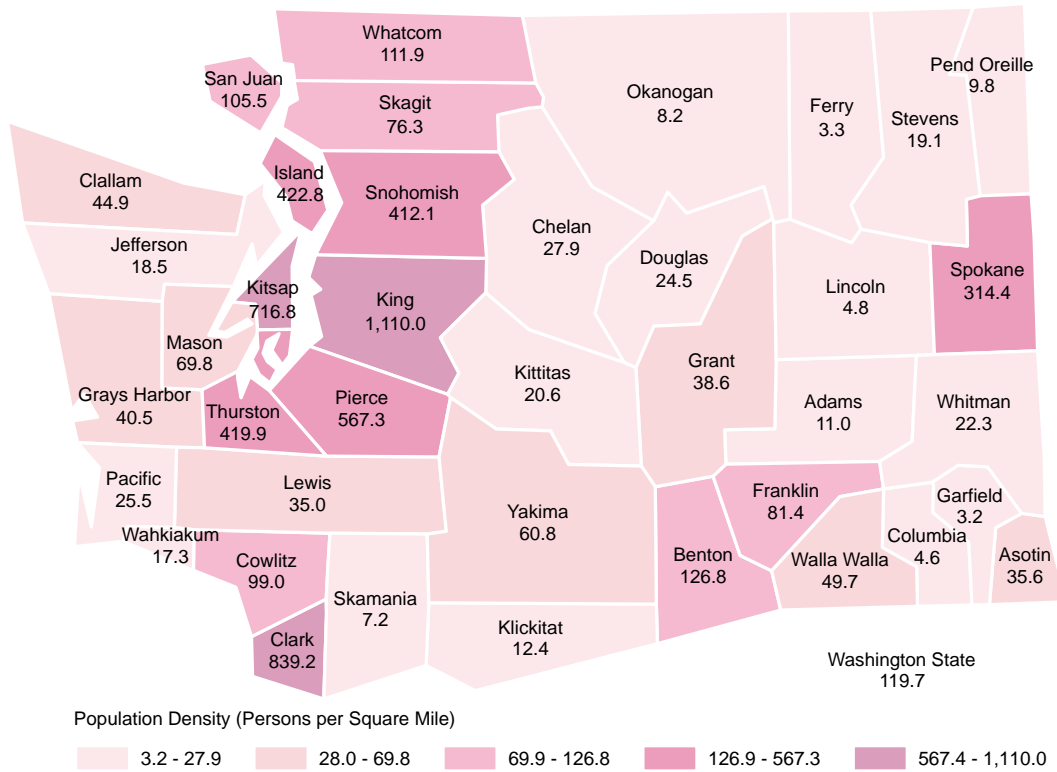 Whatcom
111.9
San Juan
105.5
Skagit
76.3
Okanogan
8.2
Ferry
3.3
Stevens
19.1
Pend Oreille
9.8
Clallam
44.9
Island
422.8
Snohomish
412.1
Chelan
27.9
Douglas
24.5
Jefferson
18.5
Kitsap
716.8
King
1,110.0
Lincoln
4.8
Spokane
314.4
Mason
69.8
Grant
38.6
Kittitas
20.6
Grays Harbor
40.5
Thurston
419.9
Pierce
567.3
Adams
11.0
Whitman
22.3
Pacific
25.5
Lewis
35.0
Yakima
60.8
Franklin
81.4
Garfield
3.2
Wahkiakum
17.3
Cowlitz
99.0
Benton
126.8
Walla Walla
49.7
Columbia
4.6
Asotin
35.6
Skamania
7.2
Klickitat
12.4
Clark
839.2
Washington State
119.7
Population Density (Persons per Square Mile)
3.2 - 27.9
28.0 - 69.8
69.9 - 126.8
126.9 - 567.3
567.4 - 1,110.0